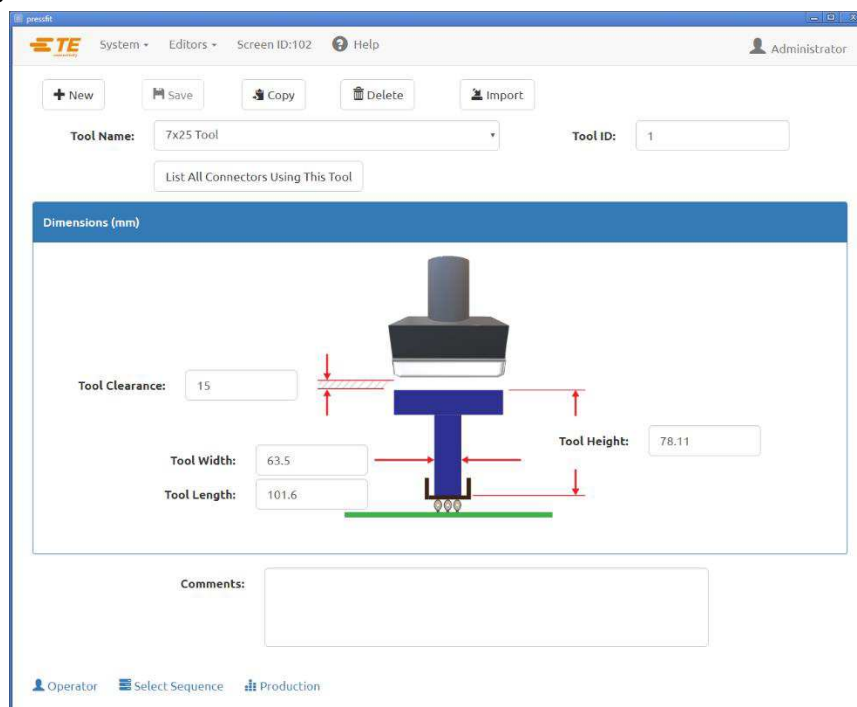 pressfit
TE connectivity System Editors Screen ID:102 Help Administrator
New Save Copy Delete Import
Tool Name: 7x25 Tool Tool ID: 1
List All Connectors Using This Tool
Dimensions (mm)
Tool Clearance: 15
Tool Height: 78.11
Tool Width: 63.5
Tool Length: 101.6
Comments:
Operator Select Sequence Production